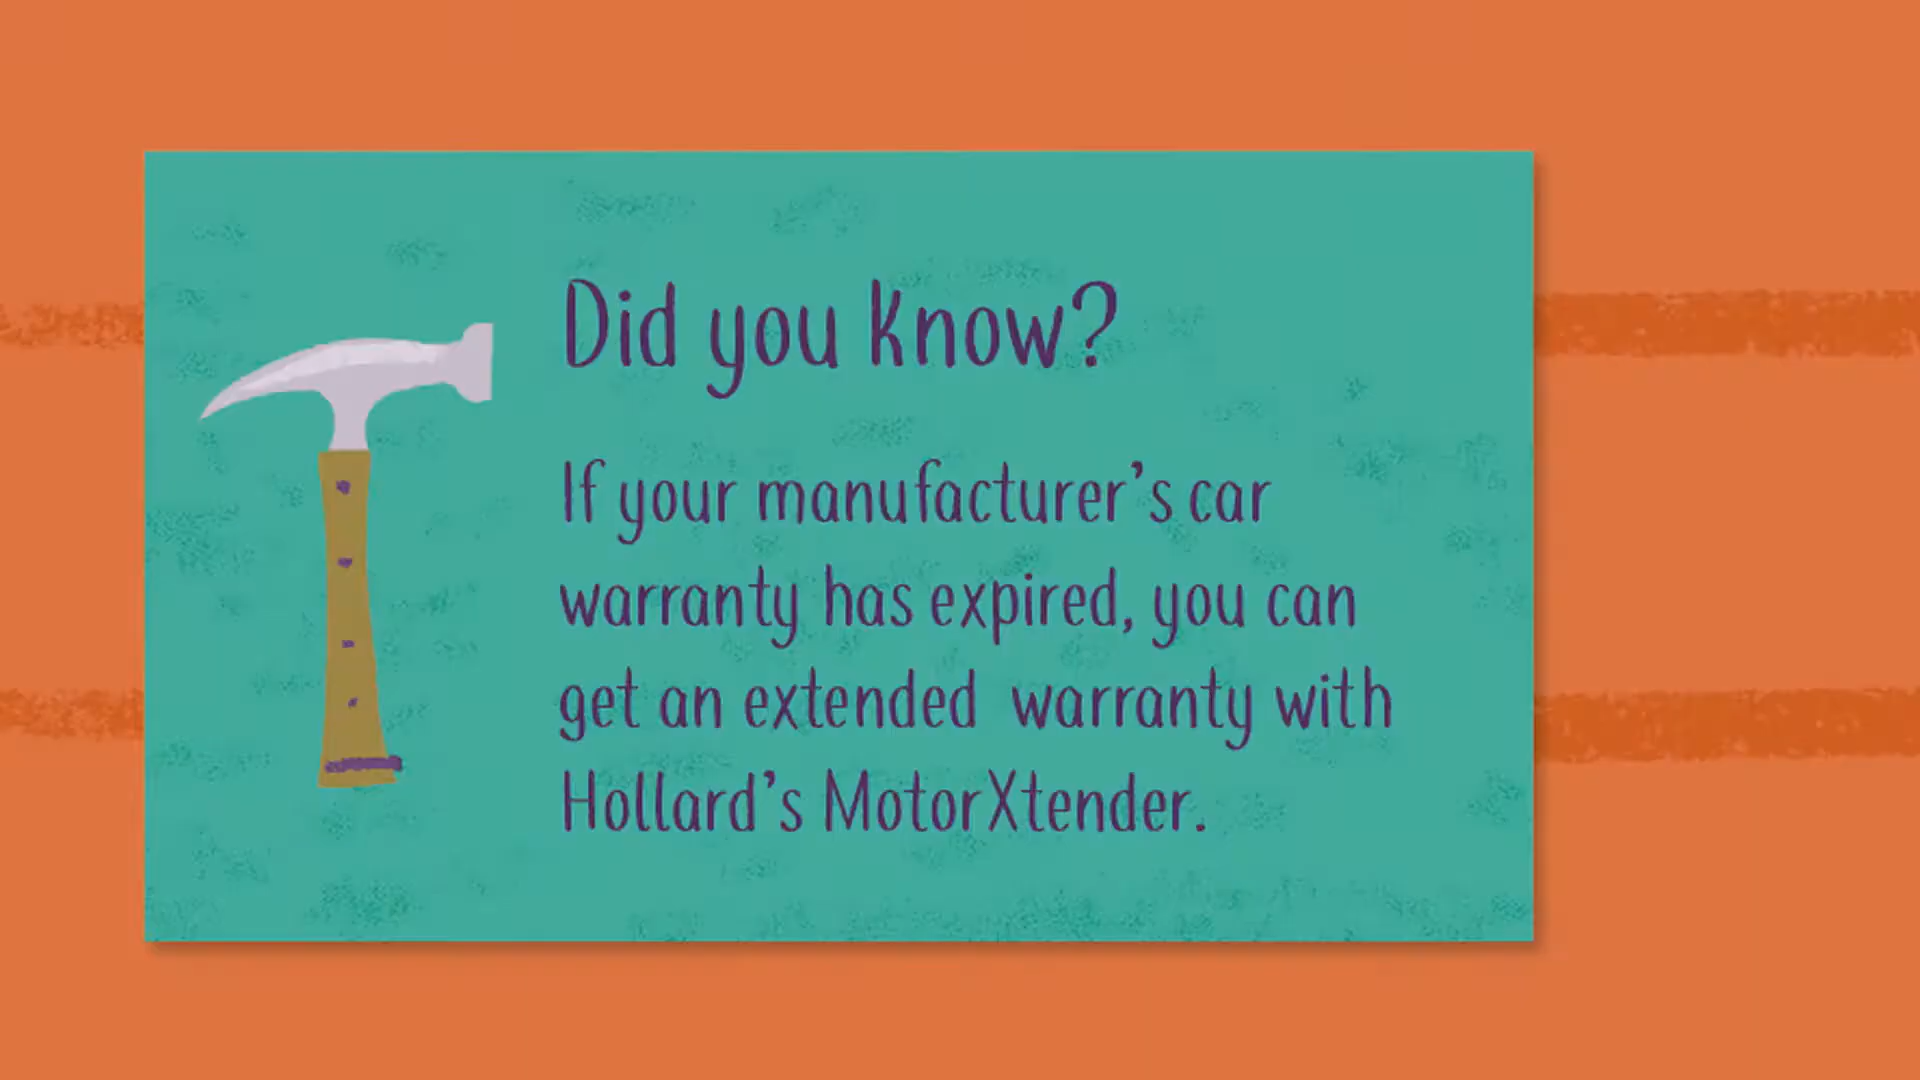 Did you know?
If your manufacturer’s car
warranty has expired, you can
get an extended warranty with
Hollard’s MotorXtender.